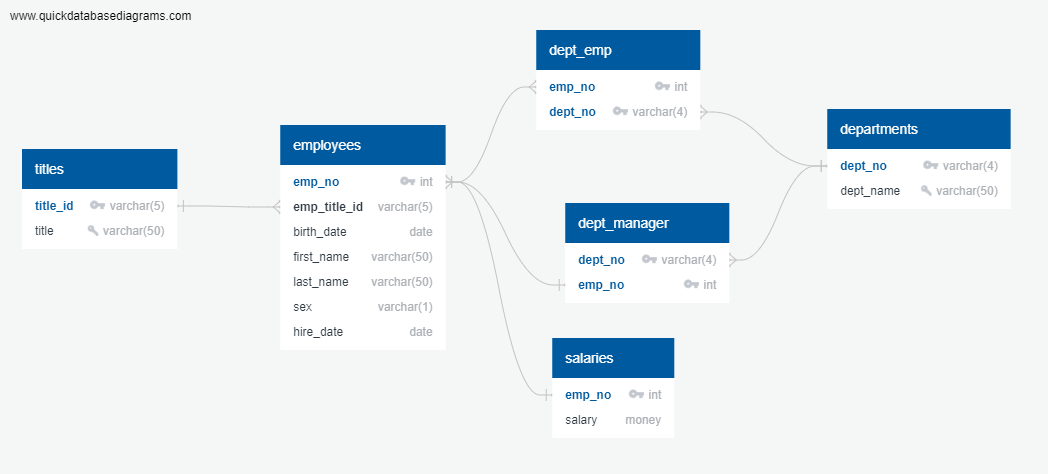 www.quickdatabasediagrams.com
titles
title_id varchar(5)
title varchar(50)
employees
emp_no int
emp_title_id varchar(5)
birth_date date
first_name varchar(50)
last_name varchar(50)
sex varchar(1)
hire_date date
dept_emp
emp_no int
dept_no varchar(4)
dept_manager
dept_no varchar(4)
emp_no int
salaries
emp_no int
salary money
departments
dept_no varchar(4)
dept_name varchar(50)